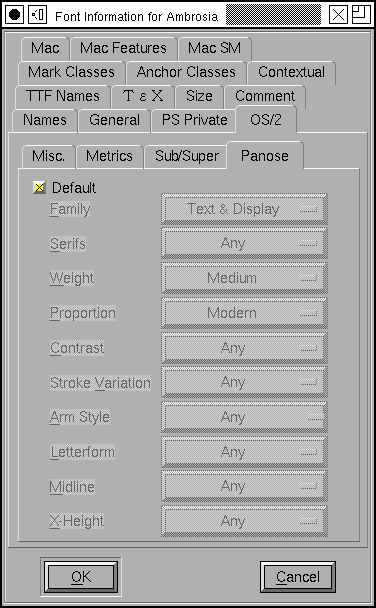 Font Information for Ambrosia
Mac Mac Features Mac SM
Mark Classes Anchor Classes Contextual
TTF Names Τ ε Χ Size Comment
Names General PS Private OS/2
Misc. Metrics Sub/Super Panose
Default
Family Text & Display
Serifs Any
Weight Medium
Proportion Modern
Contrast Any
Stroke Variation Any
Arm Style Any
Letterform Any
Midline Any
X-Height Any
OK Cancel